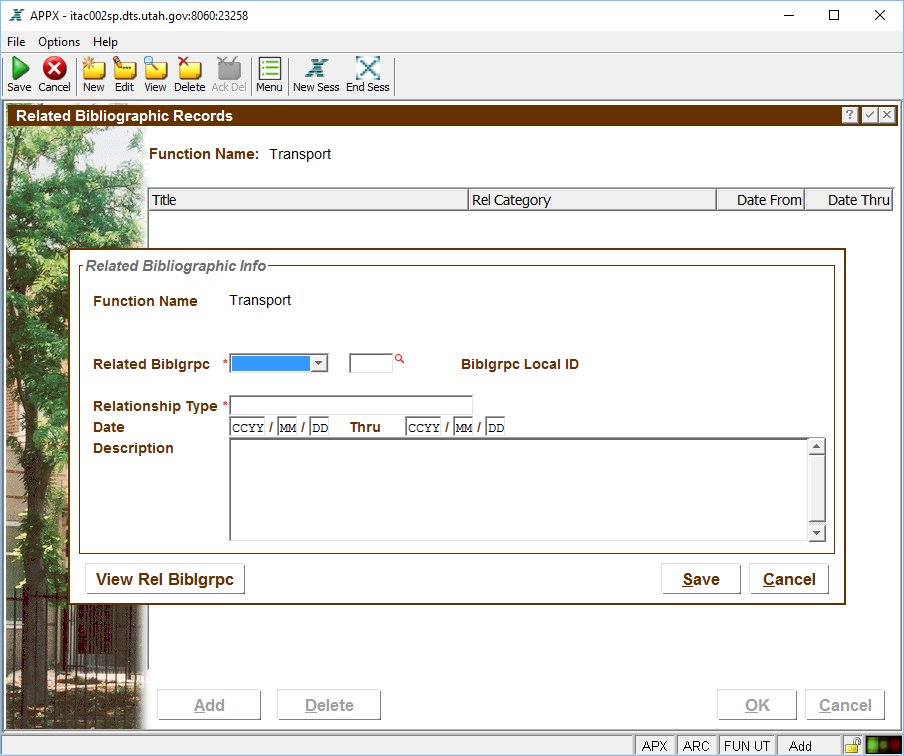 APPX - itac002sp.dts.utah.gov:8060:23258
File Options Help
Save Cancel New Edit View Delete Ack Del Menu New Sess End Sess
Related Bibliographic Records ?
Function Name: Transport
Title Rel Category Date From Date Thru
Related Bibliographic Info
Function Name Transport
Related Biblgrpc * Biblgrpc Local ID
Relationship Type *
Date CCYY / MM / DD Thru CCYY / MM / DD
Description
View Rel Biblgrpc Save Cancel
Add Delete OK Cancel
APX ARC FUN UT Add